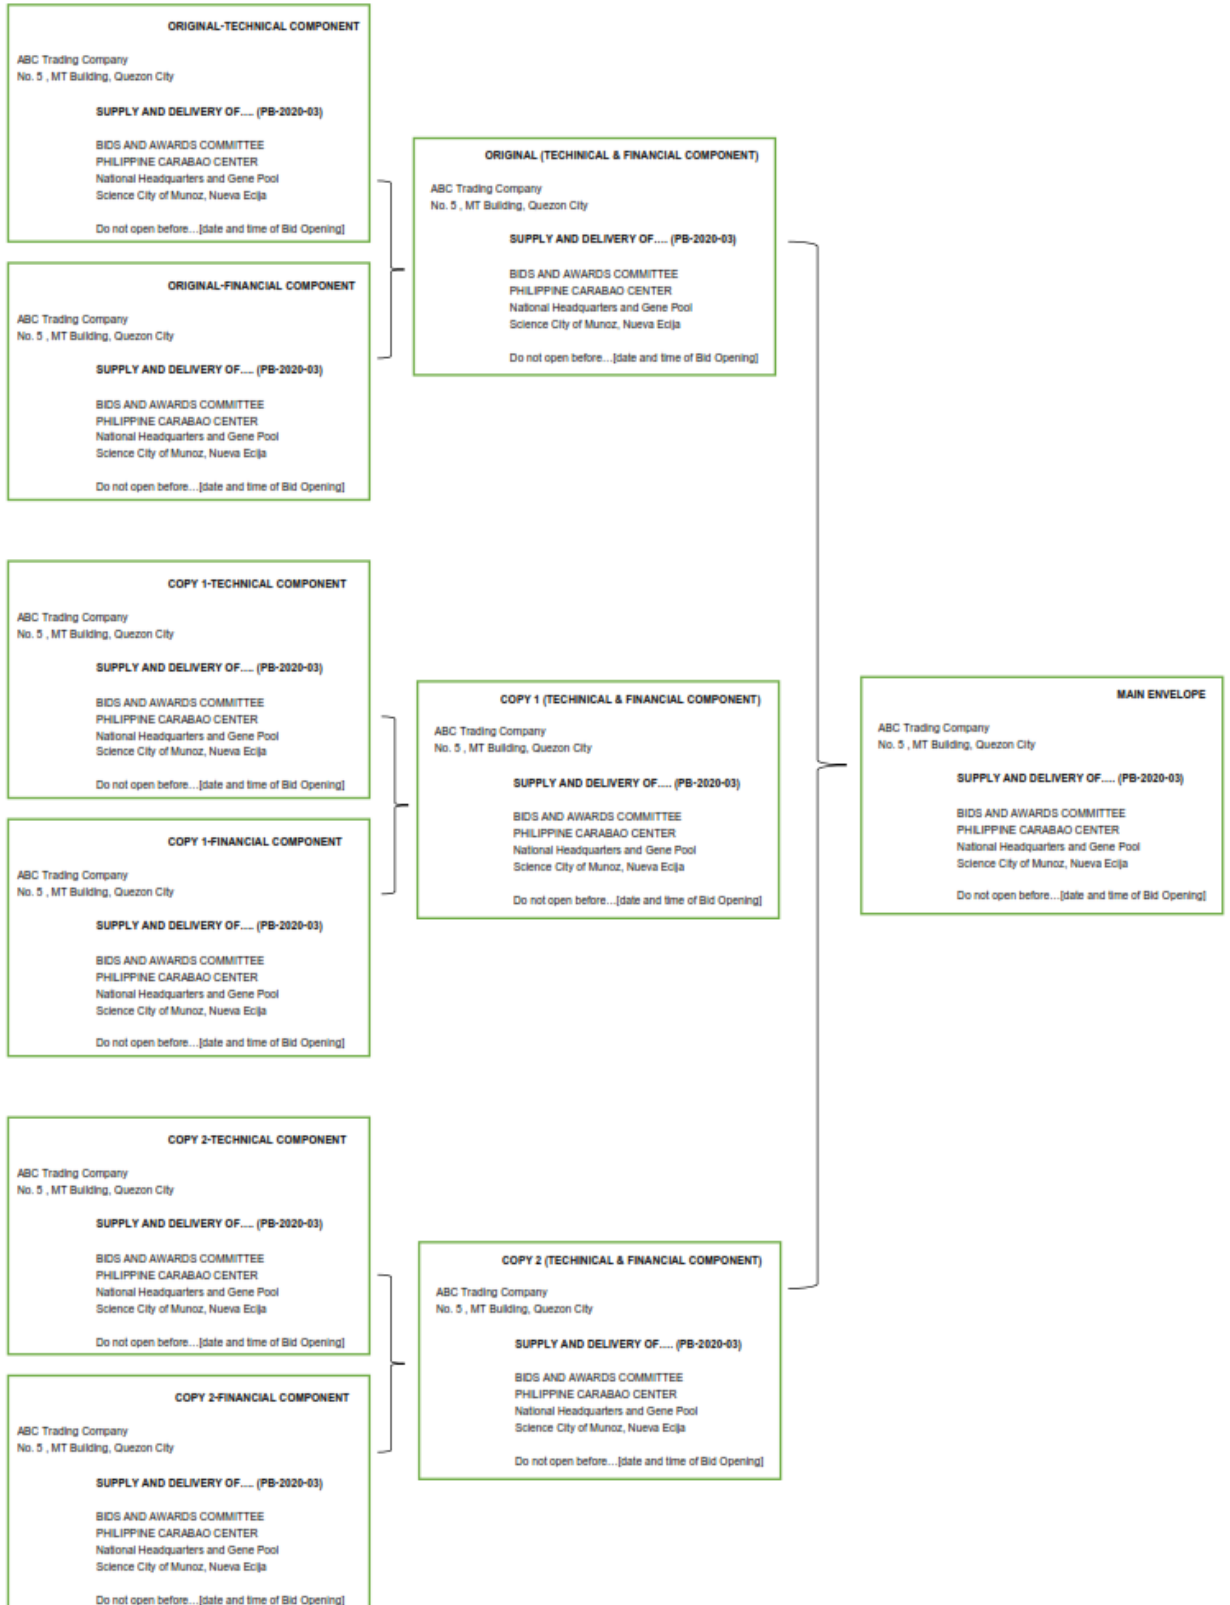 ORIGINAL-TECHNICAL COMPONENT
ABC Trading Company
No. 5 , MT Building, Quezon City
SUPPLY AND DELIVERY OF.... (PB-2020-03)
BIDS AND AWARDS COMMITTEE
PHILIPPINE CARABAO CENTER
National Headquarters and Gene Pool
Science City of Munoz, Nueva Ecija
Do not open before...[date and time of Bid Opening]
ORIGINAL-FINANCIAL COMPONENT
ABC Trading Company
No. 5 , MT Building, Quezon City
SUPPLY AND DELIVERY OF.... (PB-2020-03)
BIDS AND AWARDS COMMITTEE
PHILIPPINE CARABAO CENTER
National Headquarters and Gene Pool
Science City of Munoz, Nueva Ecija
Do not open before...[date and time of Bid Opening]
ORIGINAL (TECHINICAL & FINANCIAL COMPONENT)
ABC Trading Company
No. 5 , MT Building, Quezon City
SUPPLY AND DELIVERY OF.... (PB-2020-03)
BIDS AND AWARDS COMMITTEE
PHILIPPINE CARABAO CENTER
National Headquarters and Gene Pool
Science City of Munoz, Nueva Ecija
Do not open before...[date and time of Bid Opening]
COPY 1-TECHNICAL COMPONENT
ABC Trading Company
No. 5 , MT Building, Quezon City
SUPPLY AND DELIVERY OF.... (PB-2020-03)
BIDS AND AWARDS COMMITTEE
PHILIPPINE CARABAO CENTER
National Headquarters and Gene Pool
Science City of Munoz, Nueva Ecija
Do not open before...[date and time of Bid Opening]
COPY 1-FINANCIAL COMPONENT
ABC Trading Company
No. 5 , MT Building, Quezon City
SUPPLY AND DELIVERY OF.... (PB-2020-03)
BIDS AND AWARDS COMMITTEE
PHILIPPINE CARABAO CENTER
National Headquarters and Gene Pool
Science City of Munoz, Nueva Ecija
Do not open before...[date and time of Bid Opening]
COPY 1 (TECHINICAL & FINANCIAL COMPONENT)
ABC Trading Company
No. 5 , MT Building, Quezon City
SUPPLY AND DELIVERY OF.... (PB-2020-03)
BIDS AND AWARDS COMMITTEE
PHILIPPINE CARABAO CENTER
National Headquarters and Gene Pool
Science City of Munoz, Nueva Ecija
Do not open before...[date and time of Bid Opening]
MAIN ENVELOPE
ABC Trading Company
No. 5 , MT Building, Quezon City
SUPPLY AND DELIVERY OF.... (PB-2020-03)
BIDS AND AWARDS COMMITTEE
PHILIPPINE CARABAO CENTER
National Headquarters and Gene Pool
Science City of Munoz, Nueva Ecija
Do not open before...[date and time of Bid Opening]
COPY 2-TECHNICAL COMPONENT
ABC Trading Company
No. 5 , MT Building, Quezon City
SUPPLY AND DELIVERY OF.... (PB-2020-03)
BIDS AND AWARDS COMMITTEE
PHILIPPINE CARABAO CENTER
National Headquarters and Gene Pool
Science City of Munoz, Nueva Ecija
Do not open before...[date and time of Bid Opening]
COPY 2-FINANCIAL COMPONENT
ABC Trading Company
No. 5 , MT Building, Quezon City
SUPPLY AND DELIVERY OF.... (PB-2020-03)
BIDS AND AWARDS COMMITTEE
PHILIPPINE CARABAO CENTER
National Headquarters and Gene Pool
Science City of Munoz, Nueva Ecija
Do not open before...[date and time of Bid Opening]
COPY 2 (TECHINICAL & FINANCIAL COMPONENT)
ABC Trading Company
No. 5 , MT Building, Quezon City
SUPPLY AND DELIVERY OF.... (PB-2020-03)
BIDS AND AWARDS COMMITTEE
PHILIPPINE CARABAO CENTER
National Headquarters and Gene Pool
Science City of Munoz, Nueva Ecija
Do not open before...[date and time of Bid Opening]